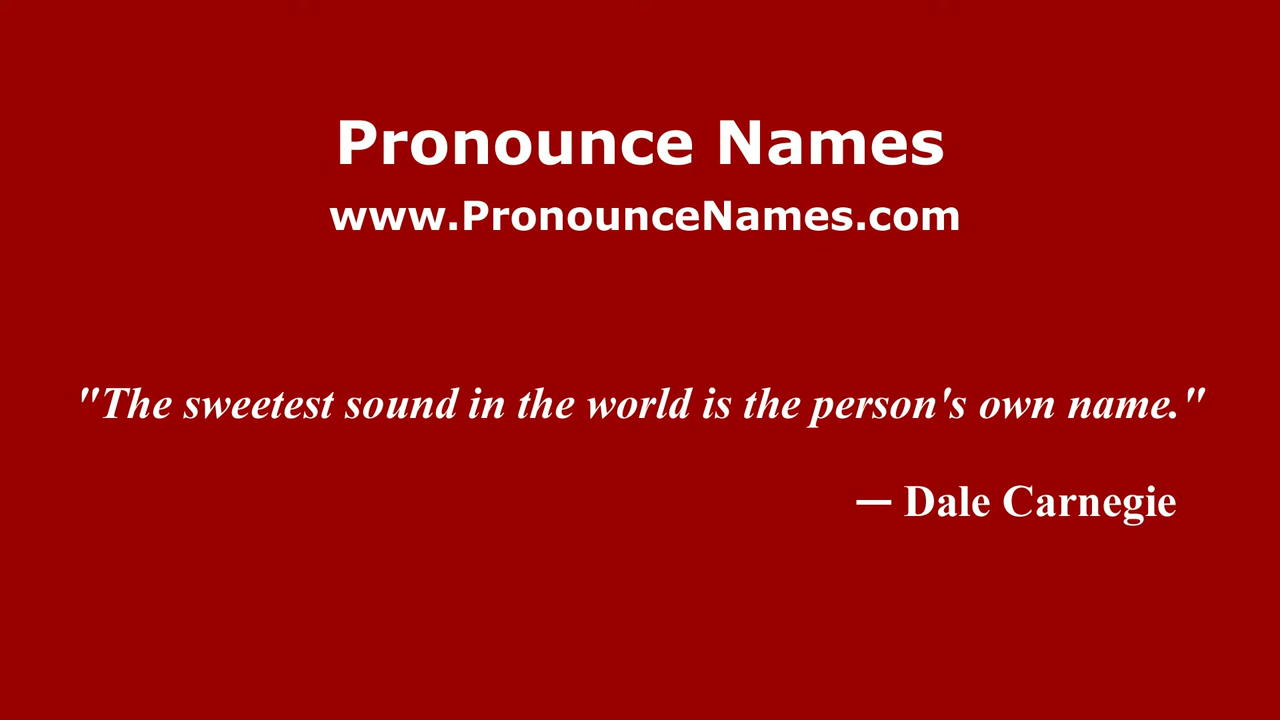 Pronounce Names
www.PronounceNames.com
"The sweetest sound in the world is the person's own name."
— Dale Carnegie